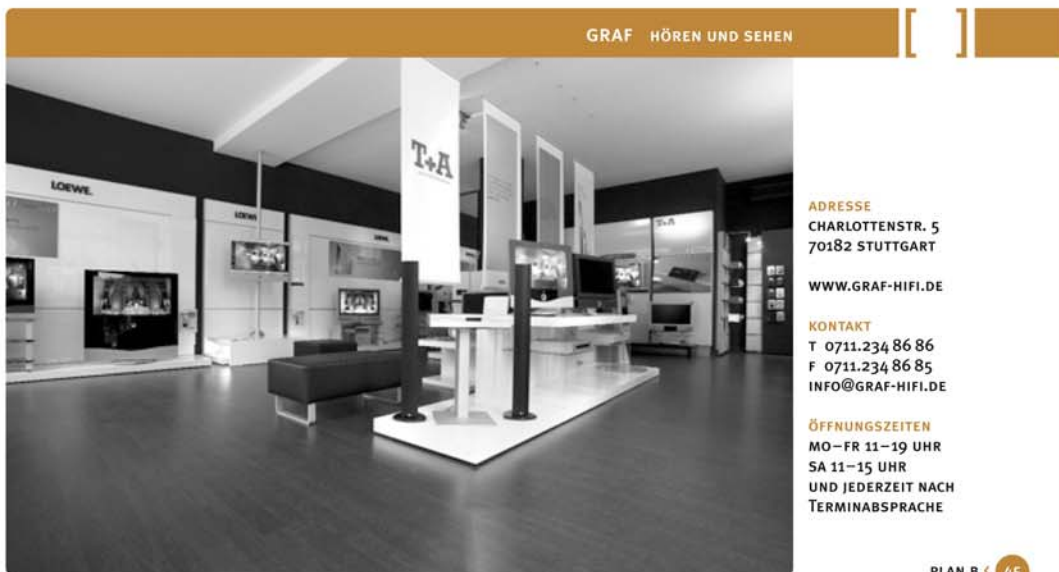 GRAF HÖREN UND SEHEN
T+A
LOEWE.
LOEWE
LOEWE.
T+A
ADRESSE
CHARLOTTENSTR. 5
70182 STUTTGART
WWW.GRAF-HIFI.DE
KONTAKT
T 0711.234 86 86
F 0711.234 86 85
INFO@GRAF-HIFI.DE
ÖFFNUNGSZEITEN
MO–FR 11–19 UHR
SA 11–15 UHR
UND JEDERZEIT NACH
TERMINABSPRACHE
PLAN B